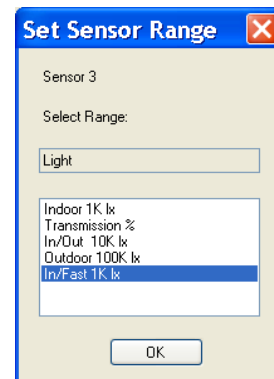 Set Sensor Range
Sensor 3
Select Range:
Light
Indoor 1K lx
Transmission %
In/Out 10K lx
Outdoor 100K lx
In/Fast 1K lx
OK